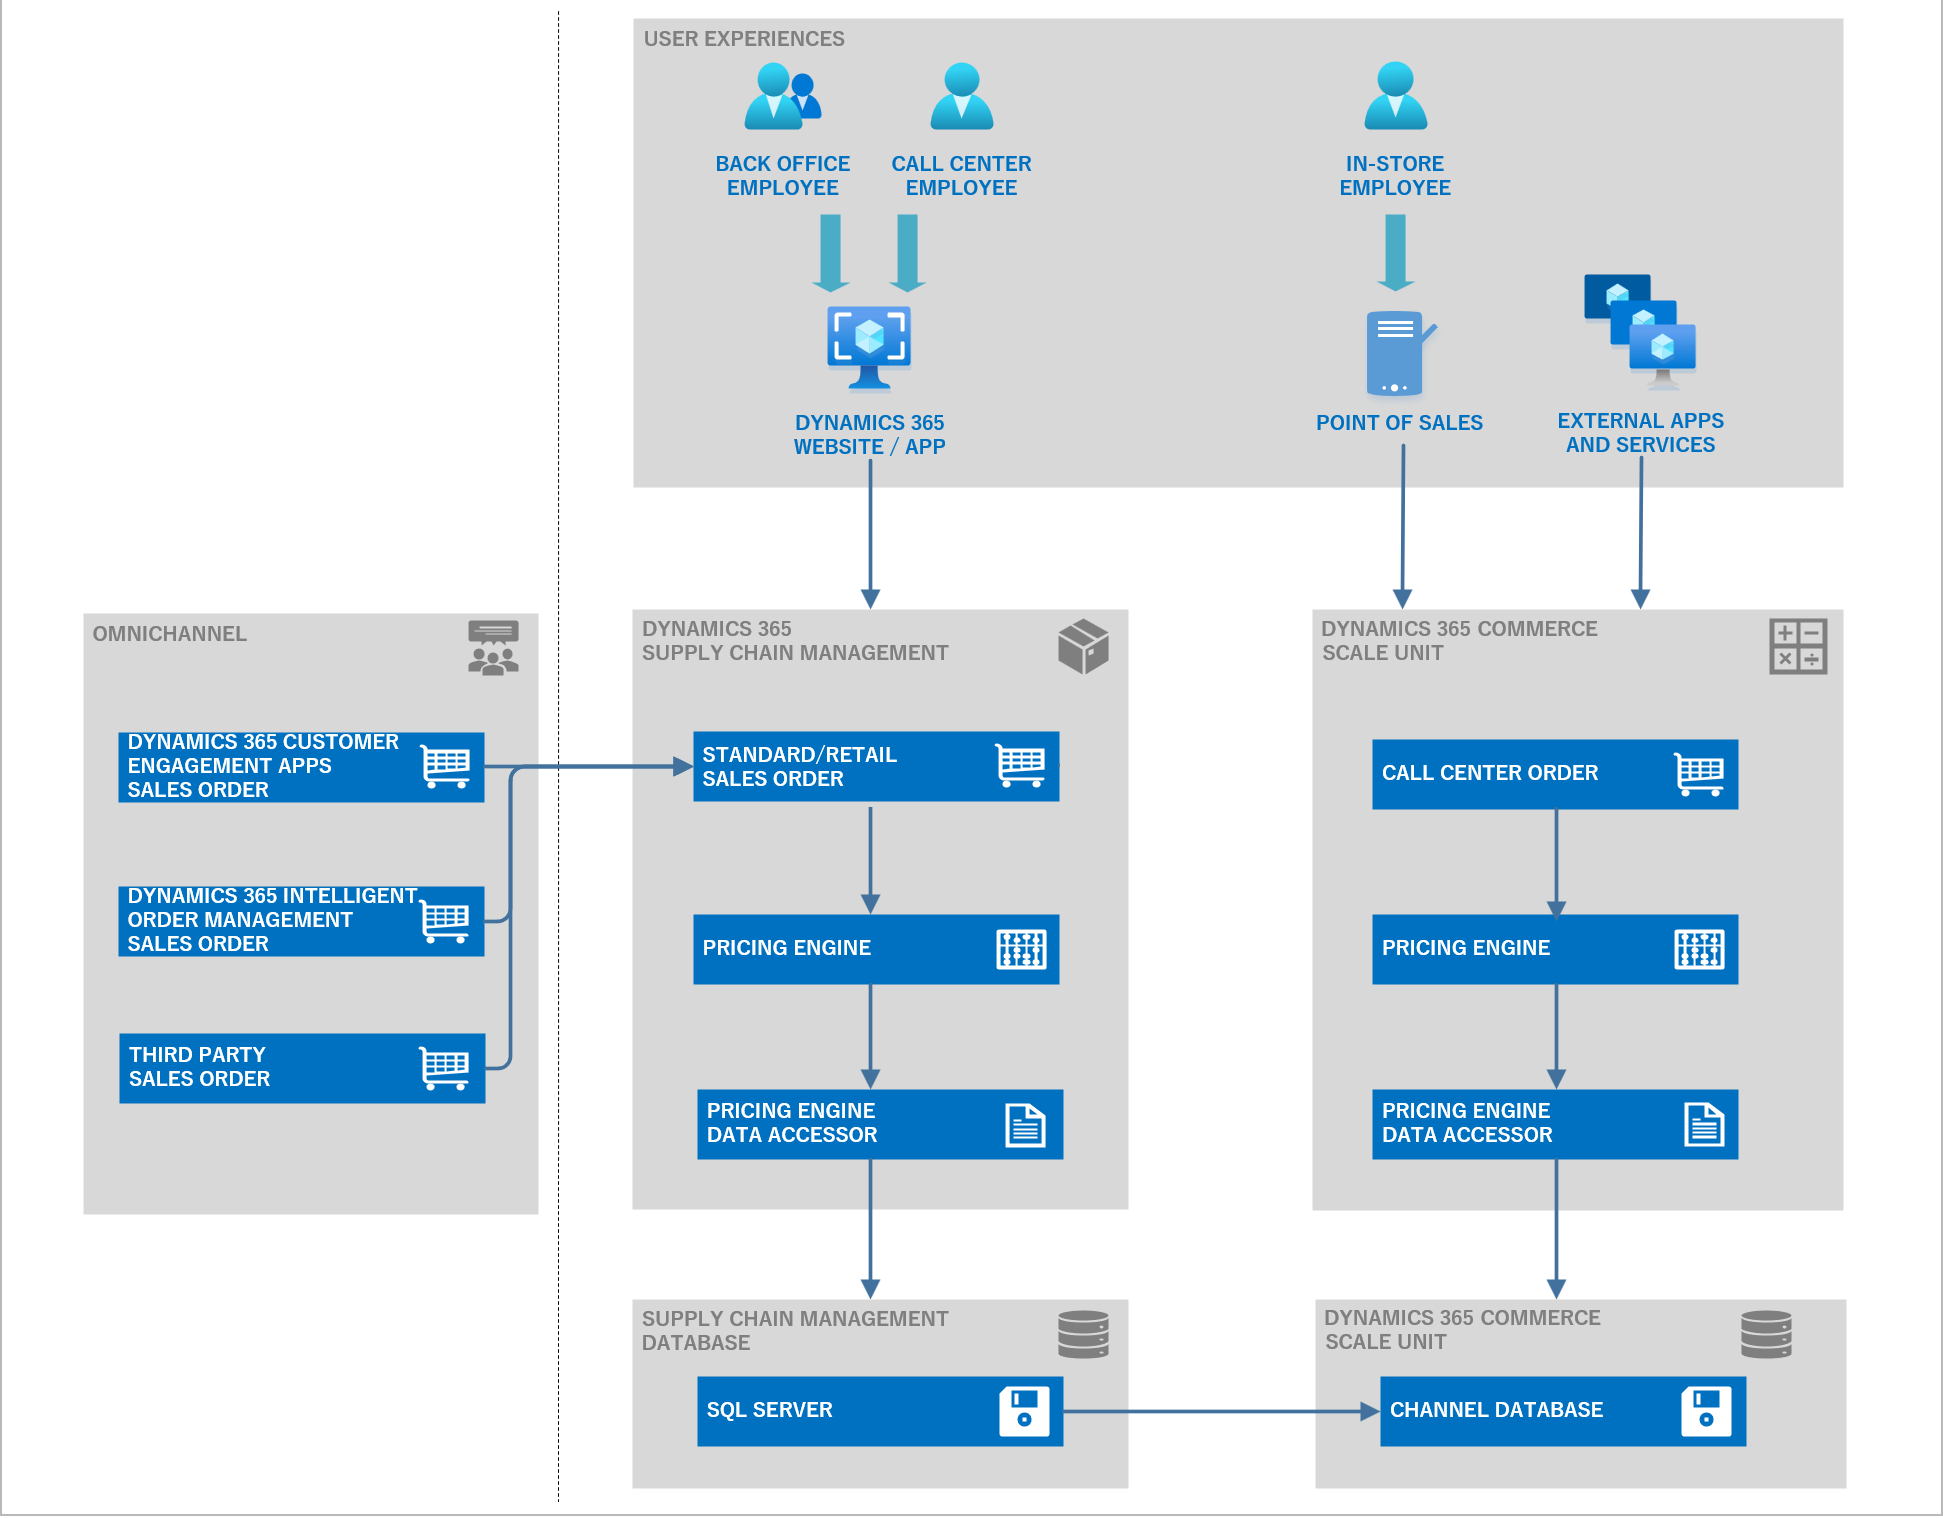 USER EXPERIENCES
BACK OFFICE
EMPLOYEE
CALL CENTER
EMPLOYEE
IN-STORE
EMPLOYEE
DYNAMICS 365
WEBSITE / APP
POINT OF SALES
EXTERNAL APPS
AND SERVICES
OMNICHANNEL
DYNAMICS 365 CUSTOMER
ENGAGEMENT APPS
SALES ORDER
DYNAMICS 365 INTELLIGENT
ORDER MANAGEMENT
SALES ORDER
THIRD PARTY
SALES ORDER
DYNAMICS 365
SUPPLY CHAIN MANAGEMENT
STANDARD/RETAIL
SALES ORDER
PRICING ENGINE
PRICING ENGINE
DATA ACCESSOR
DYNAMICS 365 COMMERCE
SCALE UNIT
CALL CENTER ORDER
PRICING ENGINE
PRICING ENGINE
DATA ACCESSOR
SUPPLY CHAIN MANAGEMENT
DATABASE
SQL SERVER
DYNAMICS 365 COMMERCE
SCALE UNIT
CHANNEL DATABASE